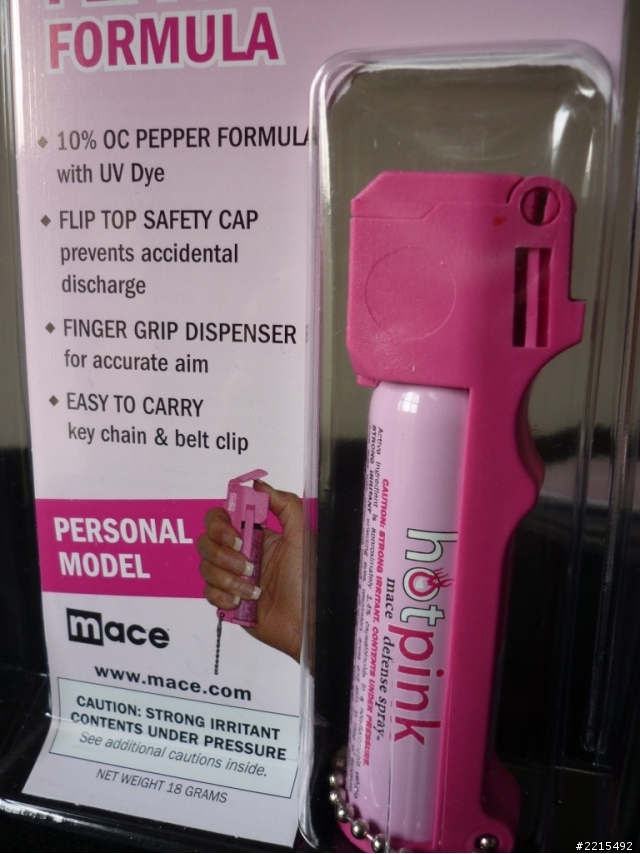 FORMULA
◆ 10% OC PEPPER FORMULA
with UV Dye
◆ FLIP TOP SAFETY CAP
prevents accidental
discharge
◆ FINGER GRIP DISPENSER
for accurate aim
◆ EASY TO CARRY
key chain & belt clip
PERSONAL
MODEL
mace
www.mace.com
CAUTION: STRONG IRRITANT
CONTENTS UNDER PRESSURE
See additional cautions inside.
NET WEIGHT 18 GRAMS
hotpink
mace defense spray.
CAUTION: STRONG IRRITANT. CONTENTS UNDER PRESSURE.
#2215492